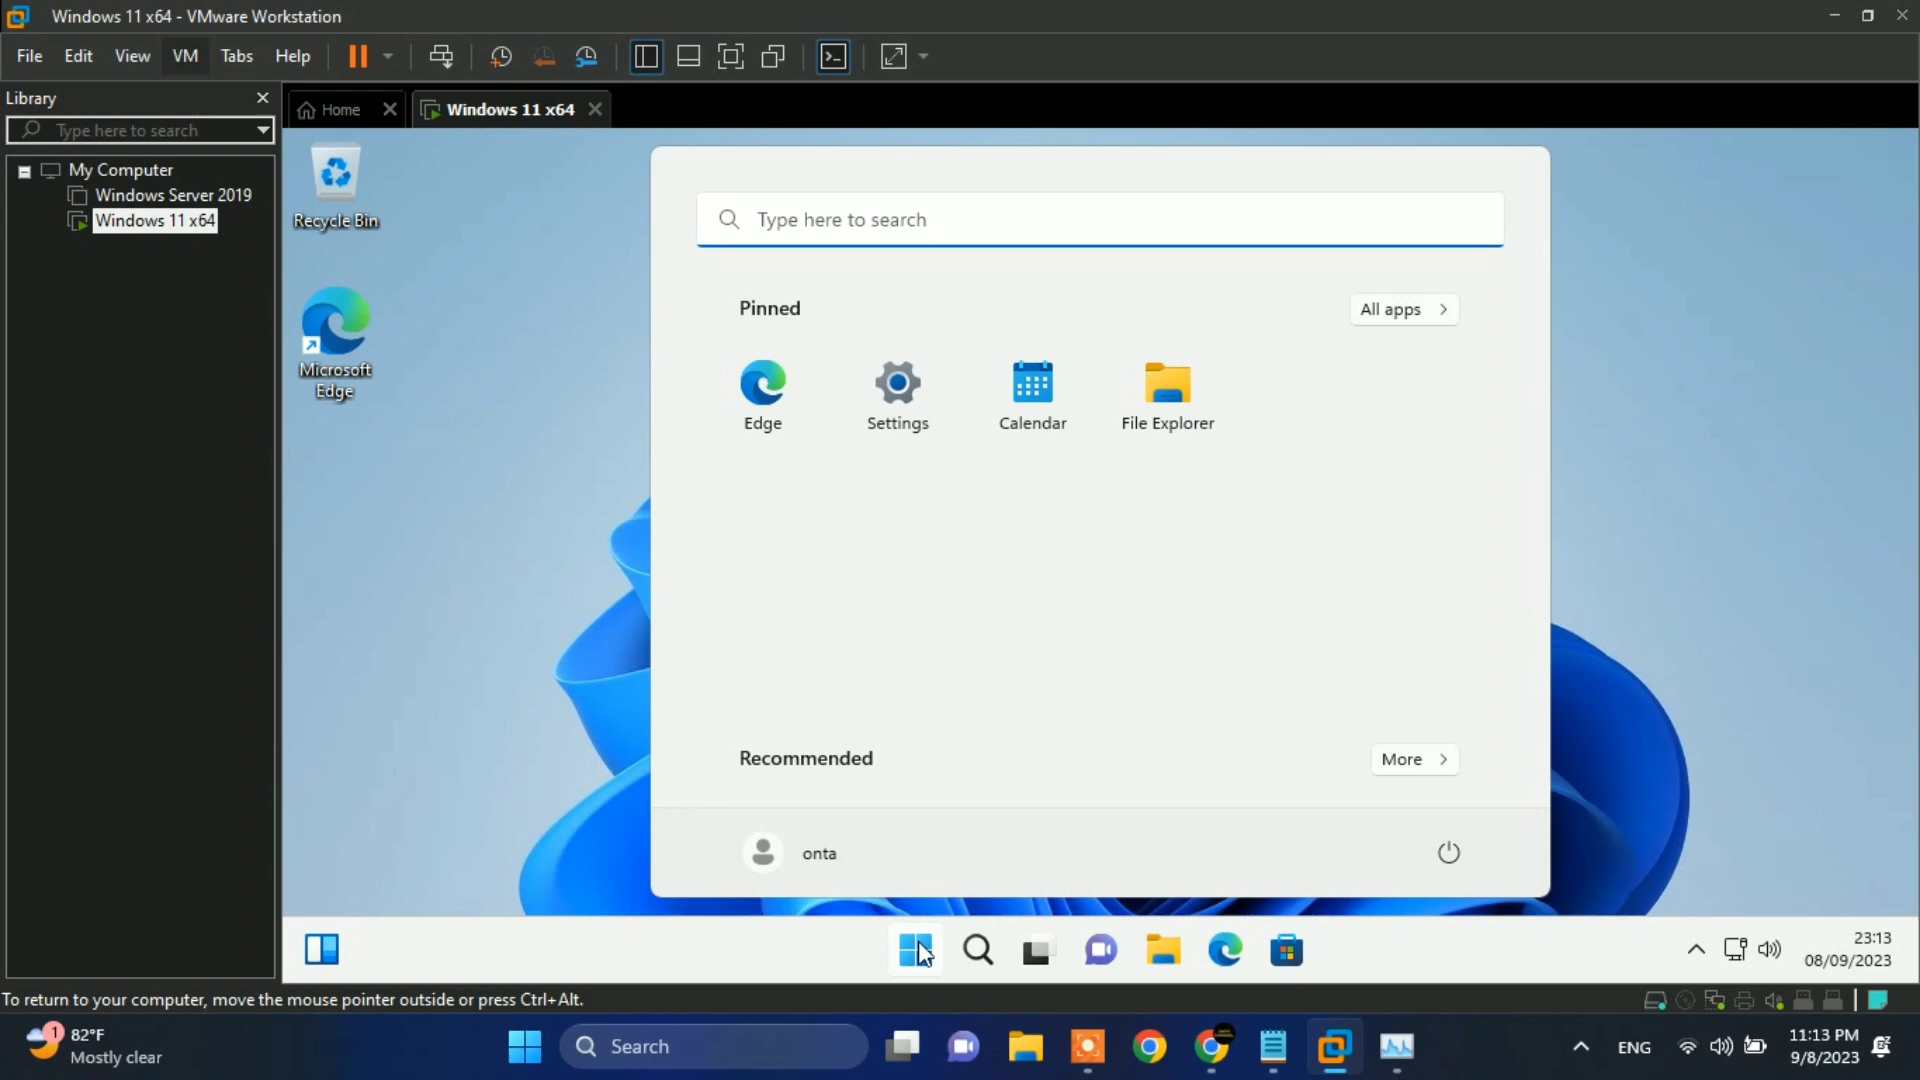 Windows 11 x64 - VMware Workstation
File Edit View VM Tabs Help
Library
Type here to search
My Computer
Windows Server 2019
Windows 11 x64
Home
Windows 11 x64
Recycle Bin
Microsoft
Edge
Type here to search
Pinned
All apps
Edge
Settings
Calendar
File Explorer
Recommended
More
onta
23:13
08/09/2023
To return to your computer, move the mouse pointer outside or press Ctrl+Alt.
1
82°F
Mostly clear
Search
ENG
11:13 PM
9/8/2023